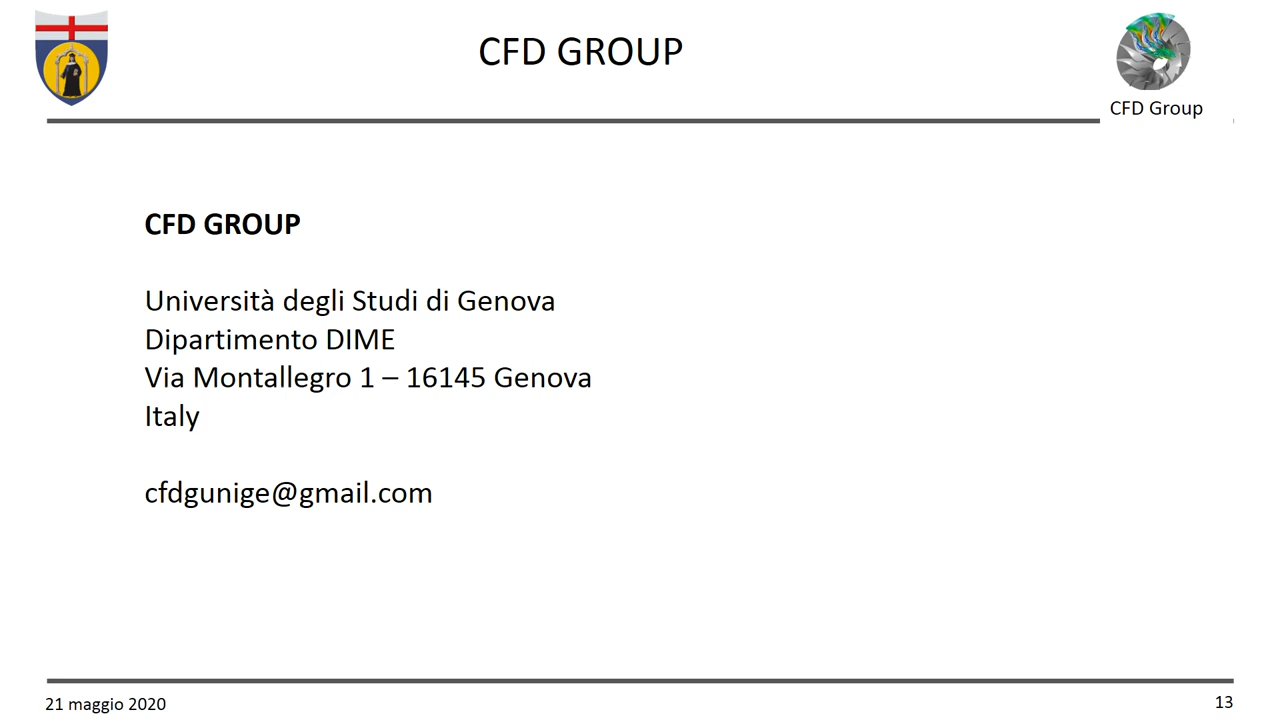 CFD GROUP
CFD Group
CFD GROUP
Università degli Studi di Genova
Dipartimento DIME
Via Montallegro 1 – 16145 Genova
Italy
cfdgunige@gmail.com
21 maggio 2020
13